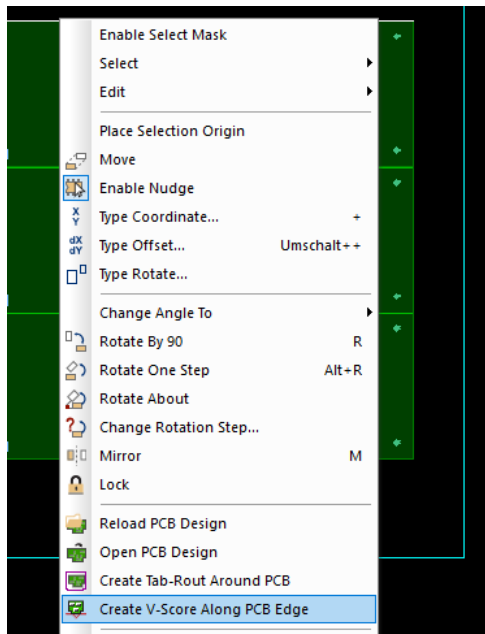 Enable Select Mask
Select
Edit
Place Selection Origin
Move
Enable Nudge
X
Y
Type Coordinate... +
dX
dY
Type Offset... Umschalt++
Type Rotate...
Change Angle To
Rotate By 90 R
Rotate One Step Alt+R
Rotate About
Change Rotation Step...
Mirror M
Lock
Reload PCB Design
Open PCB Design
Create Tab-Rout Around PCB
Create V-Score Along PCB Edge